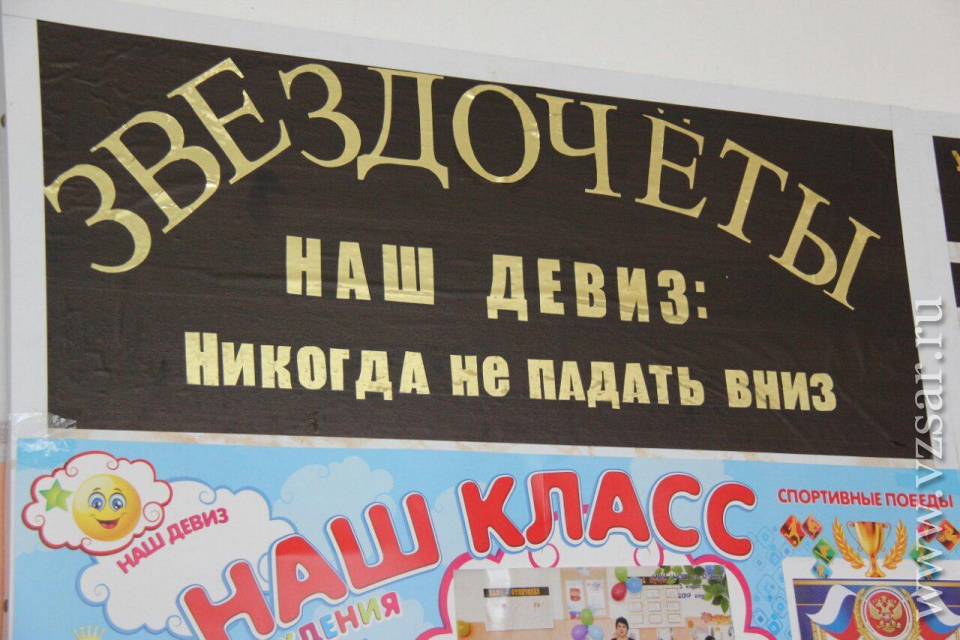 ЗВЕЗДОЧЁТЫ
НАШ ДЕВИЗ:
Никогда не падать вниз
НАШ КЛАСС
СПОРТИВНЫЕ ПОБЕДЫ
НАШ ДЕВИЗ
www.vzsar.ru